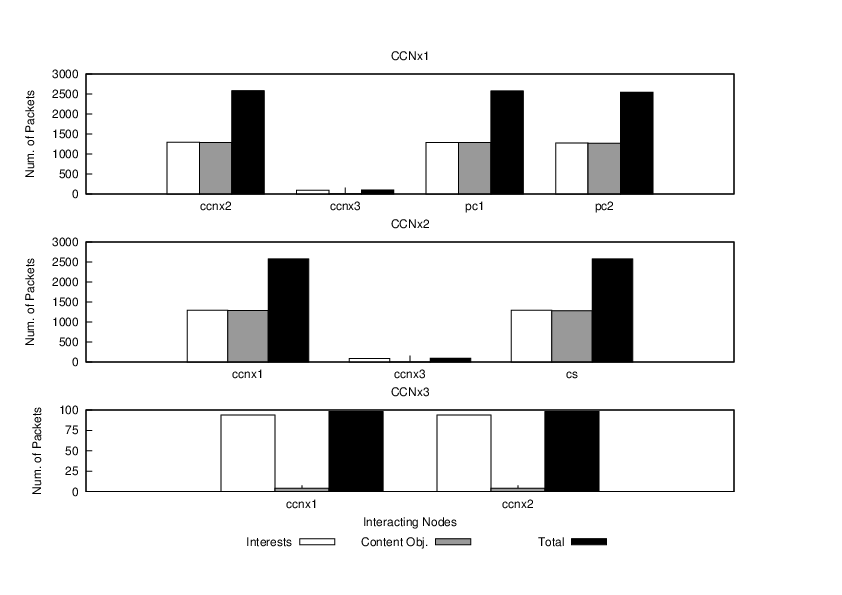 CCNx1
Num. of Packets
3000
2500
2000
1500
1000
500
0
ccnx2 ccnx3 pc1 pc2
CCNx2
Num. of Packets
3000
2500
2000
1500
1000
500
0
ccnx1 ccnx3 cs
CCNx3
Num. of Packets
100
75
50
25
0
ccnx1 ccnx2
Interacting Nodes
Interests Content Obj. Total